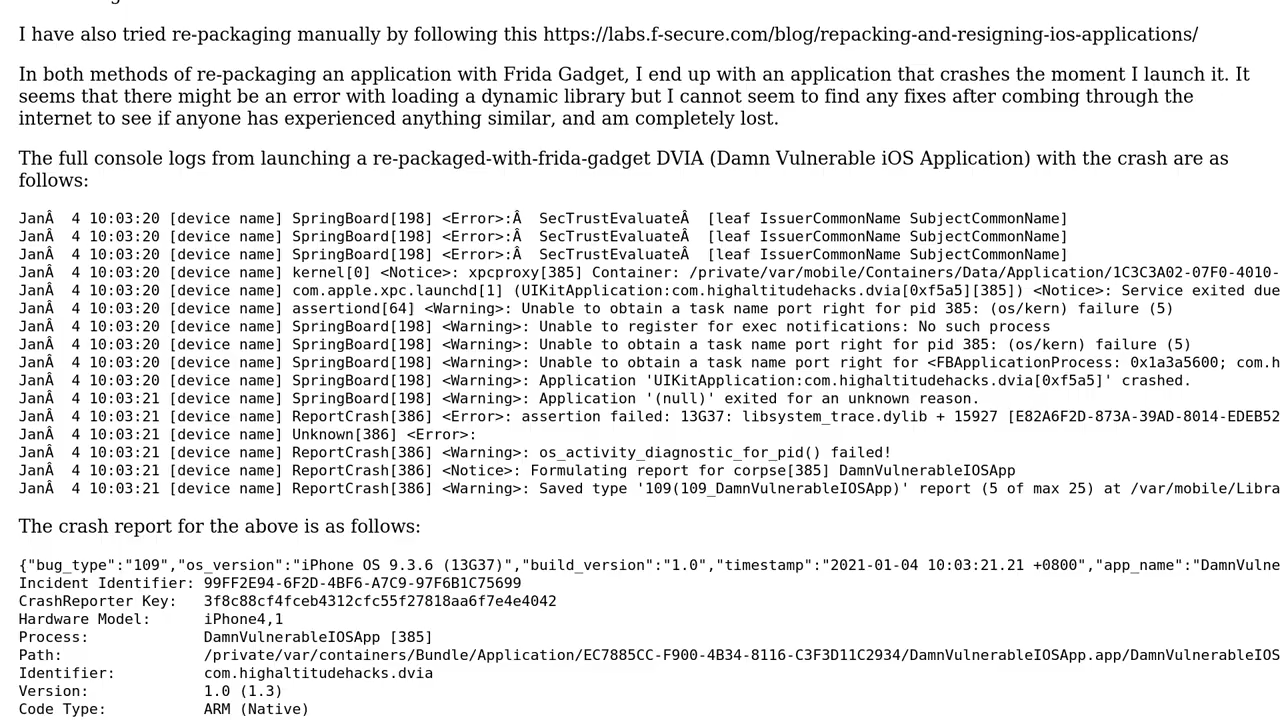 I have also tried re-packaging manually by following this https://labs.f-secure.com/blog/repacking-and-resigning-ios-applications/
In both methods of re-packaging an application with Frida Gadget, I end up with an application that crashes the moment I launch it. It
seems that there might be an error with loading a dynamic library but I cannot seem to find any fixes after combing through the
internet to see if anyone has experienced anything similar, and am completely lost.
The full console logs from launching a re-packaged-with-frida-gadget DVIA (Damn Vulnerable iOS Application) with the crash are as
follows:
JanÂ  4 10:03:20 [device name] SpringBoard[198] <Error>:Â  SecTrustEvaluateÂ  [leaf IssuerCommonName SubjectCommonName]
JanÂ  4 10:03:20 [device name] SpringBoard[198] <Error>:Â  SecTrustEvaluateÂ  [leaf IssuerCommonName SubjectCommonName]
JanÂ  4 10:03:20 [device name] SpringBoard[198] <Error>:Â  SecTrustEvaluateÂ  [leaf IssuerCommonName SubjectCommonName]
JanÂ  4 10:03:20 [device name] kernel[0] <Notice>: xpcproxy[385] Container: /private/var/mobile/Containers/Data/Application/1C3C3A02-07F0-4010-
JanÂ  4 10:03:20 [device name] com.apple.xpc.launchd[1] (UIKitApplication:com.highaltitudehacks.dvia[0xf5a5][385]) <Notice>: Service exited due
JanÂ  4 10:03:20 [device name] assertiond[64] <Warning>: Unable to obtain a task name port right for pid 385: (os/kern) failure (5)
JanÂ  4 10:03:20 [device name] SpringBoard[198] <Warning>: Unable to register for exec notifications: No such process
JanÂ  4 10:03:20 [device name] SpringBoard[198] <Warning>: Unable to obtain a task name port right for pid 385: (os/kern) failure (5)
JanÂ  4 10:03:20 [device name] SpringBoard[198] <Warning>: Unable to obtain a task name port right for <FBApplicationProcess: 0x1a3a5600; com.h
JanÂ  4 10:03:20 [device name] SpringBoard[198] <Warning>: Application 'UIKitApplication:com.highaltitudehacks.dvia[0xf5a5]' crashed.
JanÂ  4 10:03:21 [device name] SpringBoard[198] <Warning>: Application '(null)' exited for an unknown reason.
JanÂ  4 10:03:21 [device name] ReportCrash[386] <Error>: assertion failed: 13G37: libsystem_trace.dylib + 15927 [E82A6F2D-873A-39AD-8014-EDEB52
JanÂ  4 10:03:21 [device name] Unknown[386] <Error>:
JanÂ  4 10:03:21 [device name] ReportCrash[386] <Warning>: os_activity_diagnostic_for_pid() failed!
JanÂ  4 10:03:21 [device name] ReportCrash[386] <Notice>: Formulating report for corpse[385] DamnVulnerableIOSApp
JanÂ  4 10:03:21 [device name] ReportCrash[386] <Warning>: Saved type '109(109_DamnVulnerableIOSApp)' report (5 of max 25) at /var/mobile/Libra
The crash report for the above is as follows:
{"bug_type":"109","os_version":"iPhone OS 9.3.6 (13G37)","build_version":"1.0","timestamp":"2021-01-04 10:03:21.21 +0800","app_name":"DamnVulne
Incident Identifier: 99FF2E94-6F2D-4BF6-A7C9-97F6B1C75699
CrashReporter Key:   3f8c88cf4fceb4312cfc55f27818aa6f7e4e4042
Hardware Model:      iPhone4,1
Process:             DamnVulnerableIOSApp [385]
Path:                /private/var/containers/Bundle/Application/EC7885CC-F900-4B34-8116-C3F3D11C2934/DamnVulnerableIOSApp.app/DamnVulnerableIOS
Identifier:          com.highaltitudehacks.dvia
Version:             1.0 (1.3)
Code Type:           ARM (Native)